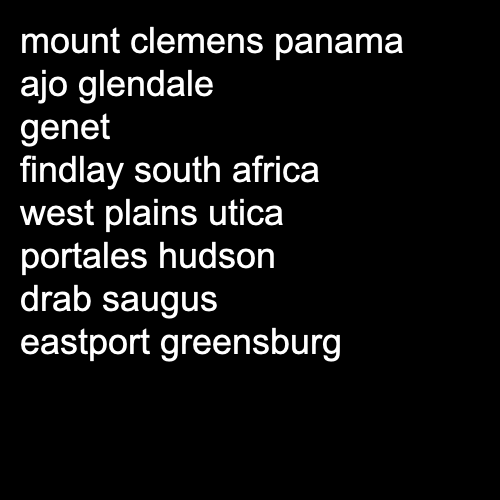 mount clemens panama
ajo glendale
genet
findlay south africa
west plains utica
portales hudson
drab saugus
eastport greensburg